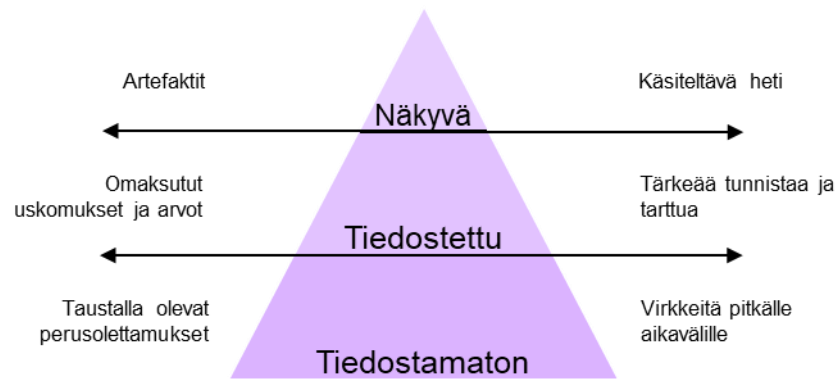 Artefaktit
Käsiteltävä heti
Näkyvä
Omaksutut
uskomukset ja arvot
Tärkeää tunnistaa ja
tarttua
Tiedostettu
Taustalla olevat
perusolettamukset
Virkkeitä pitkälle
aikavälille
Tiedostamaton